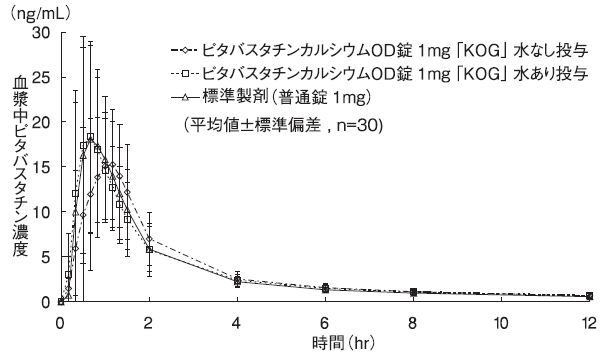 (ng/mL)
30
25
20
15
10
5
0
血漿中ピタバスタチン濃度
ピタバスタチンカルシウムOD錠 1mg「KOG」水なし投与
ピタバスタチンカルシウムOD錠 1mg「KOG」水あり投与
標準製剤(普通錠 1mg)
(平均値±標準偏差 , n=30)
0 2 4 6 8 10 12
時間(hr)